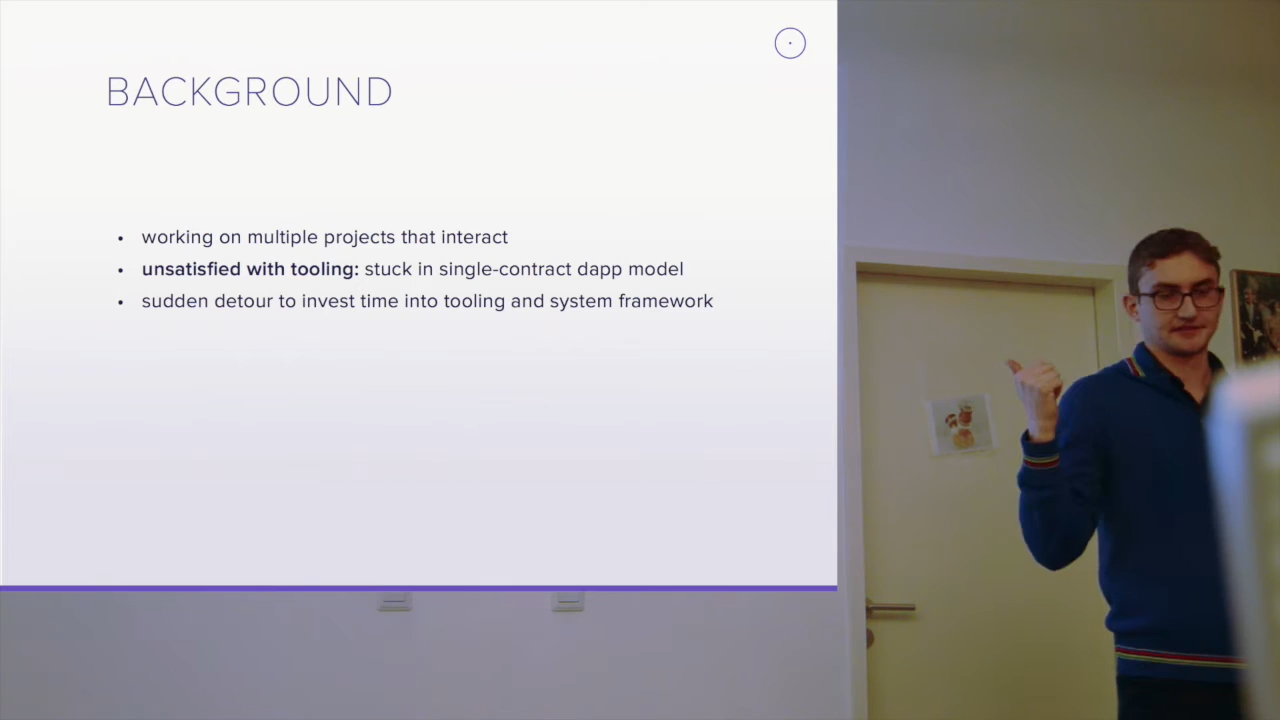 BACKGROUND
• working on multiple projects that interact
• unsatisfied with tooling: stuck in single-contract dapp model
• sudden detour to invest time into tooling and system framework